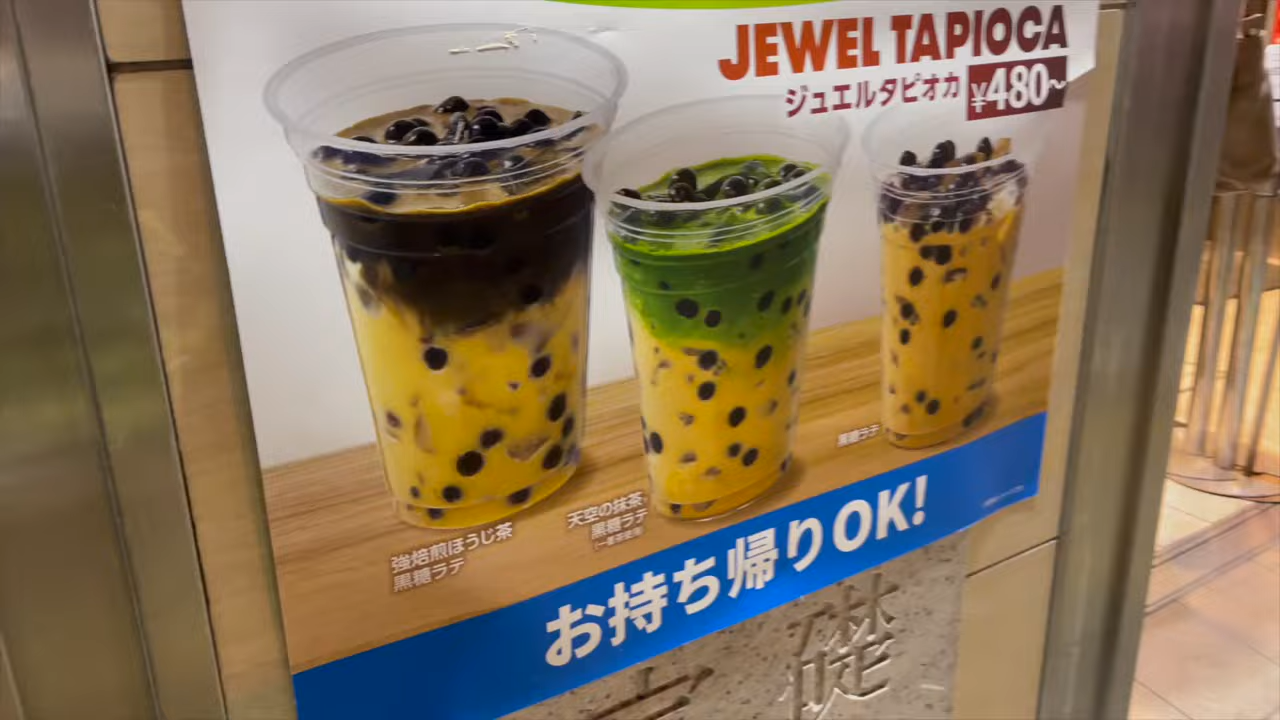 JEWEL TAPIOCA
ジュエルタピオカ ¥480~
黒糖ラテ
天空の抹茶
黒糖ラテ
強焙煎ほうじ茶
黒糖ラテ
お持ち帰りOK!
礎